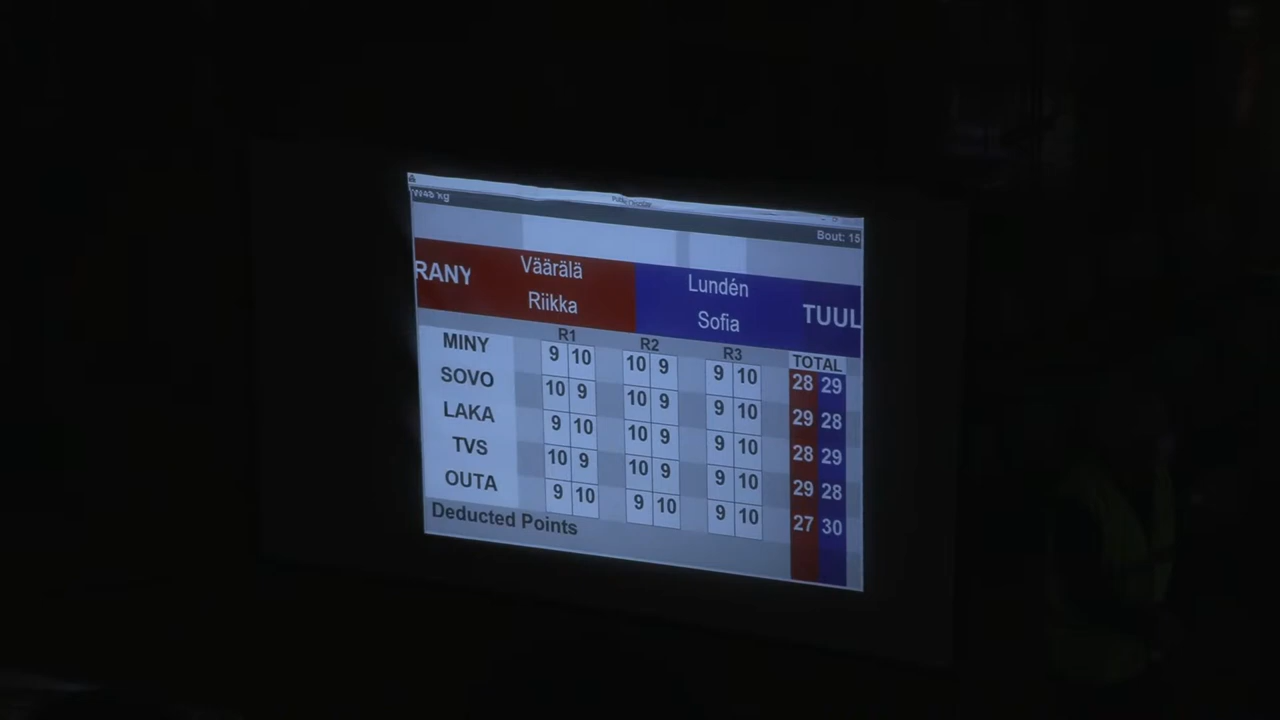 W48 kg
Bout: 15
RANY Väärälä Riikka Lundén Sofia TUUL
R1 R2 R3 TOTAL
MINY 9 10 10 9 9 10 28 29
SOVO 10 9 10 9 9 10 29 28
LAKA 9 10 10 9 9 10 28 29
TVS 10 9 10 9 9 10 29 28
OUTA 9 10 9 10 9 10 27 30
Deducted Points